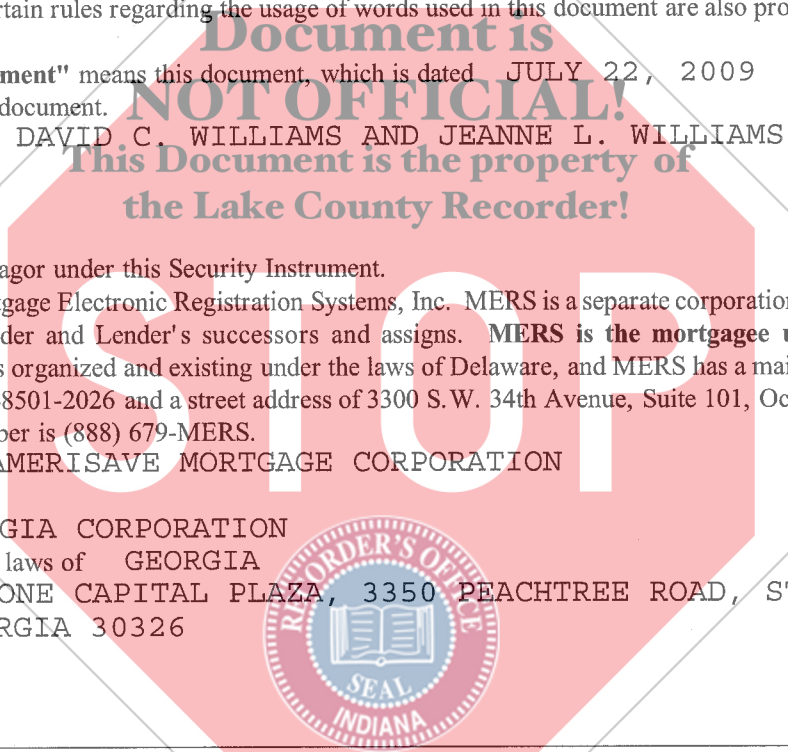 rtain rules regarding the usage of words used in this document are also pro
Document is
ment" means this document, which is dated JULY 22, 2009
document.
NOT OFFICIAL!
DAVID C. WILLIAMS AND JEANNE L. WILLIAMS
This Document is the property of
the Lake County Recorder!
agor under this Security Instrument.
tgage Electronic Registration Systems, Inc. MERS is a separate corporation
der and Lender's successors and assigns. MERS is the mortgagee u
s organized and existing under the laws of Delaware, and MERS has a mai
8501-2026 and a street address of 3300 S.W. 34th Avenue, Suite 101, Oc
ber is (888) 679-MERS.
STOP
AMERISAVE MORTGAGE CORPORATION
GIA CORPORATION
laws of GEORGIA
ONE CAPITAL PLAZA, 3350 PEACHTREE ROAD, ST
RGIA 30326
RECORDER'S OFFICE
SEAL
INDIANA